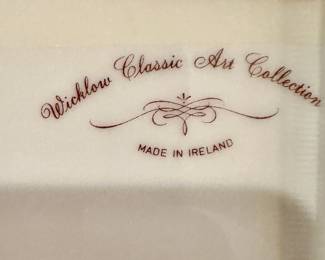 Wicklow Classic Art Collection
MADE IN IRELAND